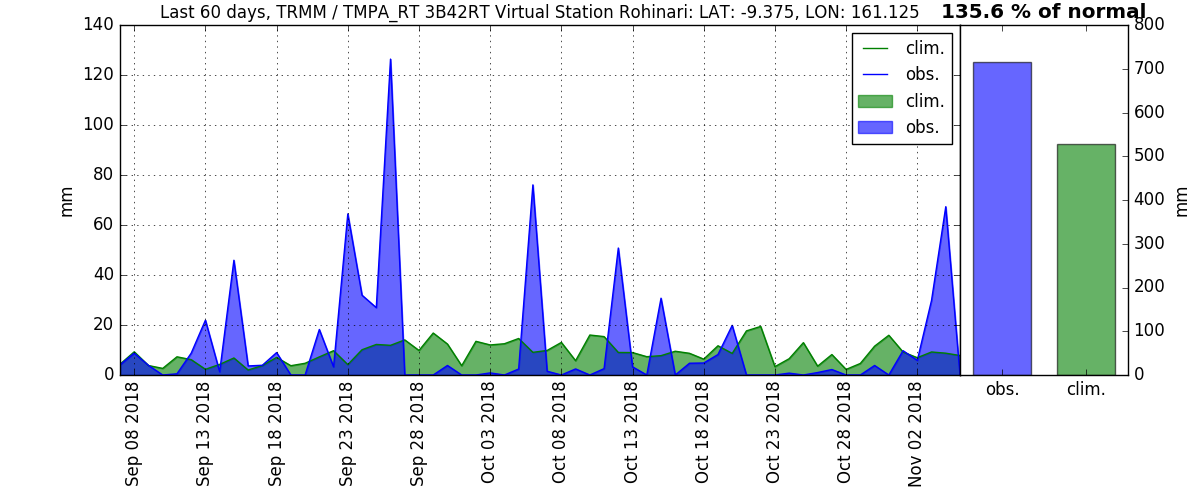 Last 60 days, TRMM / TMPA_RT 3B42RT Virtual Station Rohinari: LAT: -9.375, LON: 161.125
135.6 % of normal
140
120
100
80
60
40
20
0
mm
clim.
obs.
clim.
obs.
800
700
600
500
400
300
200
100
0
mm
obs.
clim.
Sep 08 2018
Sep 13 2018
Sep 18 2018
Sep 23 2018
Sep 28 2018
Oct 03 2018
Oct 08 2018
Oct 13 2018
Oct 18 2018
Oct 23 2018
Oct 28 2018
Nov 02 2018